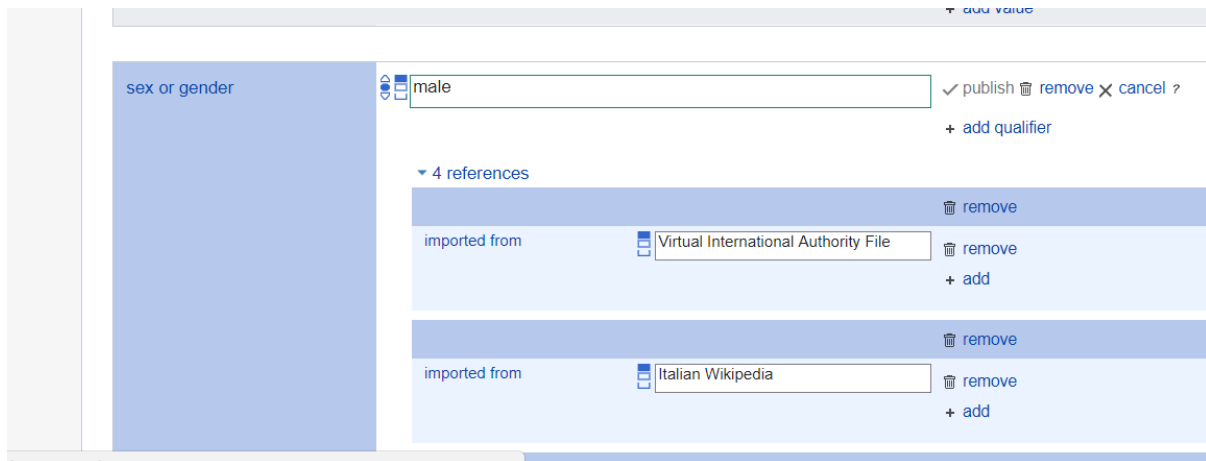 + add value
sex or gender
male
publish remove cancel ?
+ add qualifier
4 references
remove
imported from
Virtual International Authority File
remove
+ add
remove
imported from
Italian Wikipedia
remove
+ add